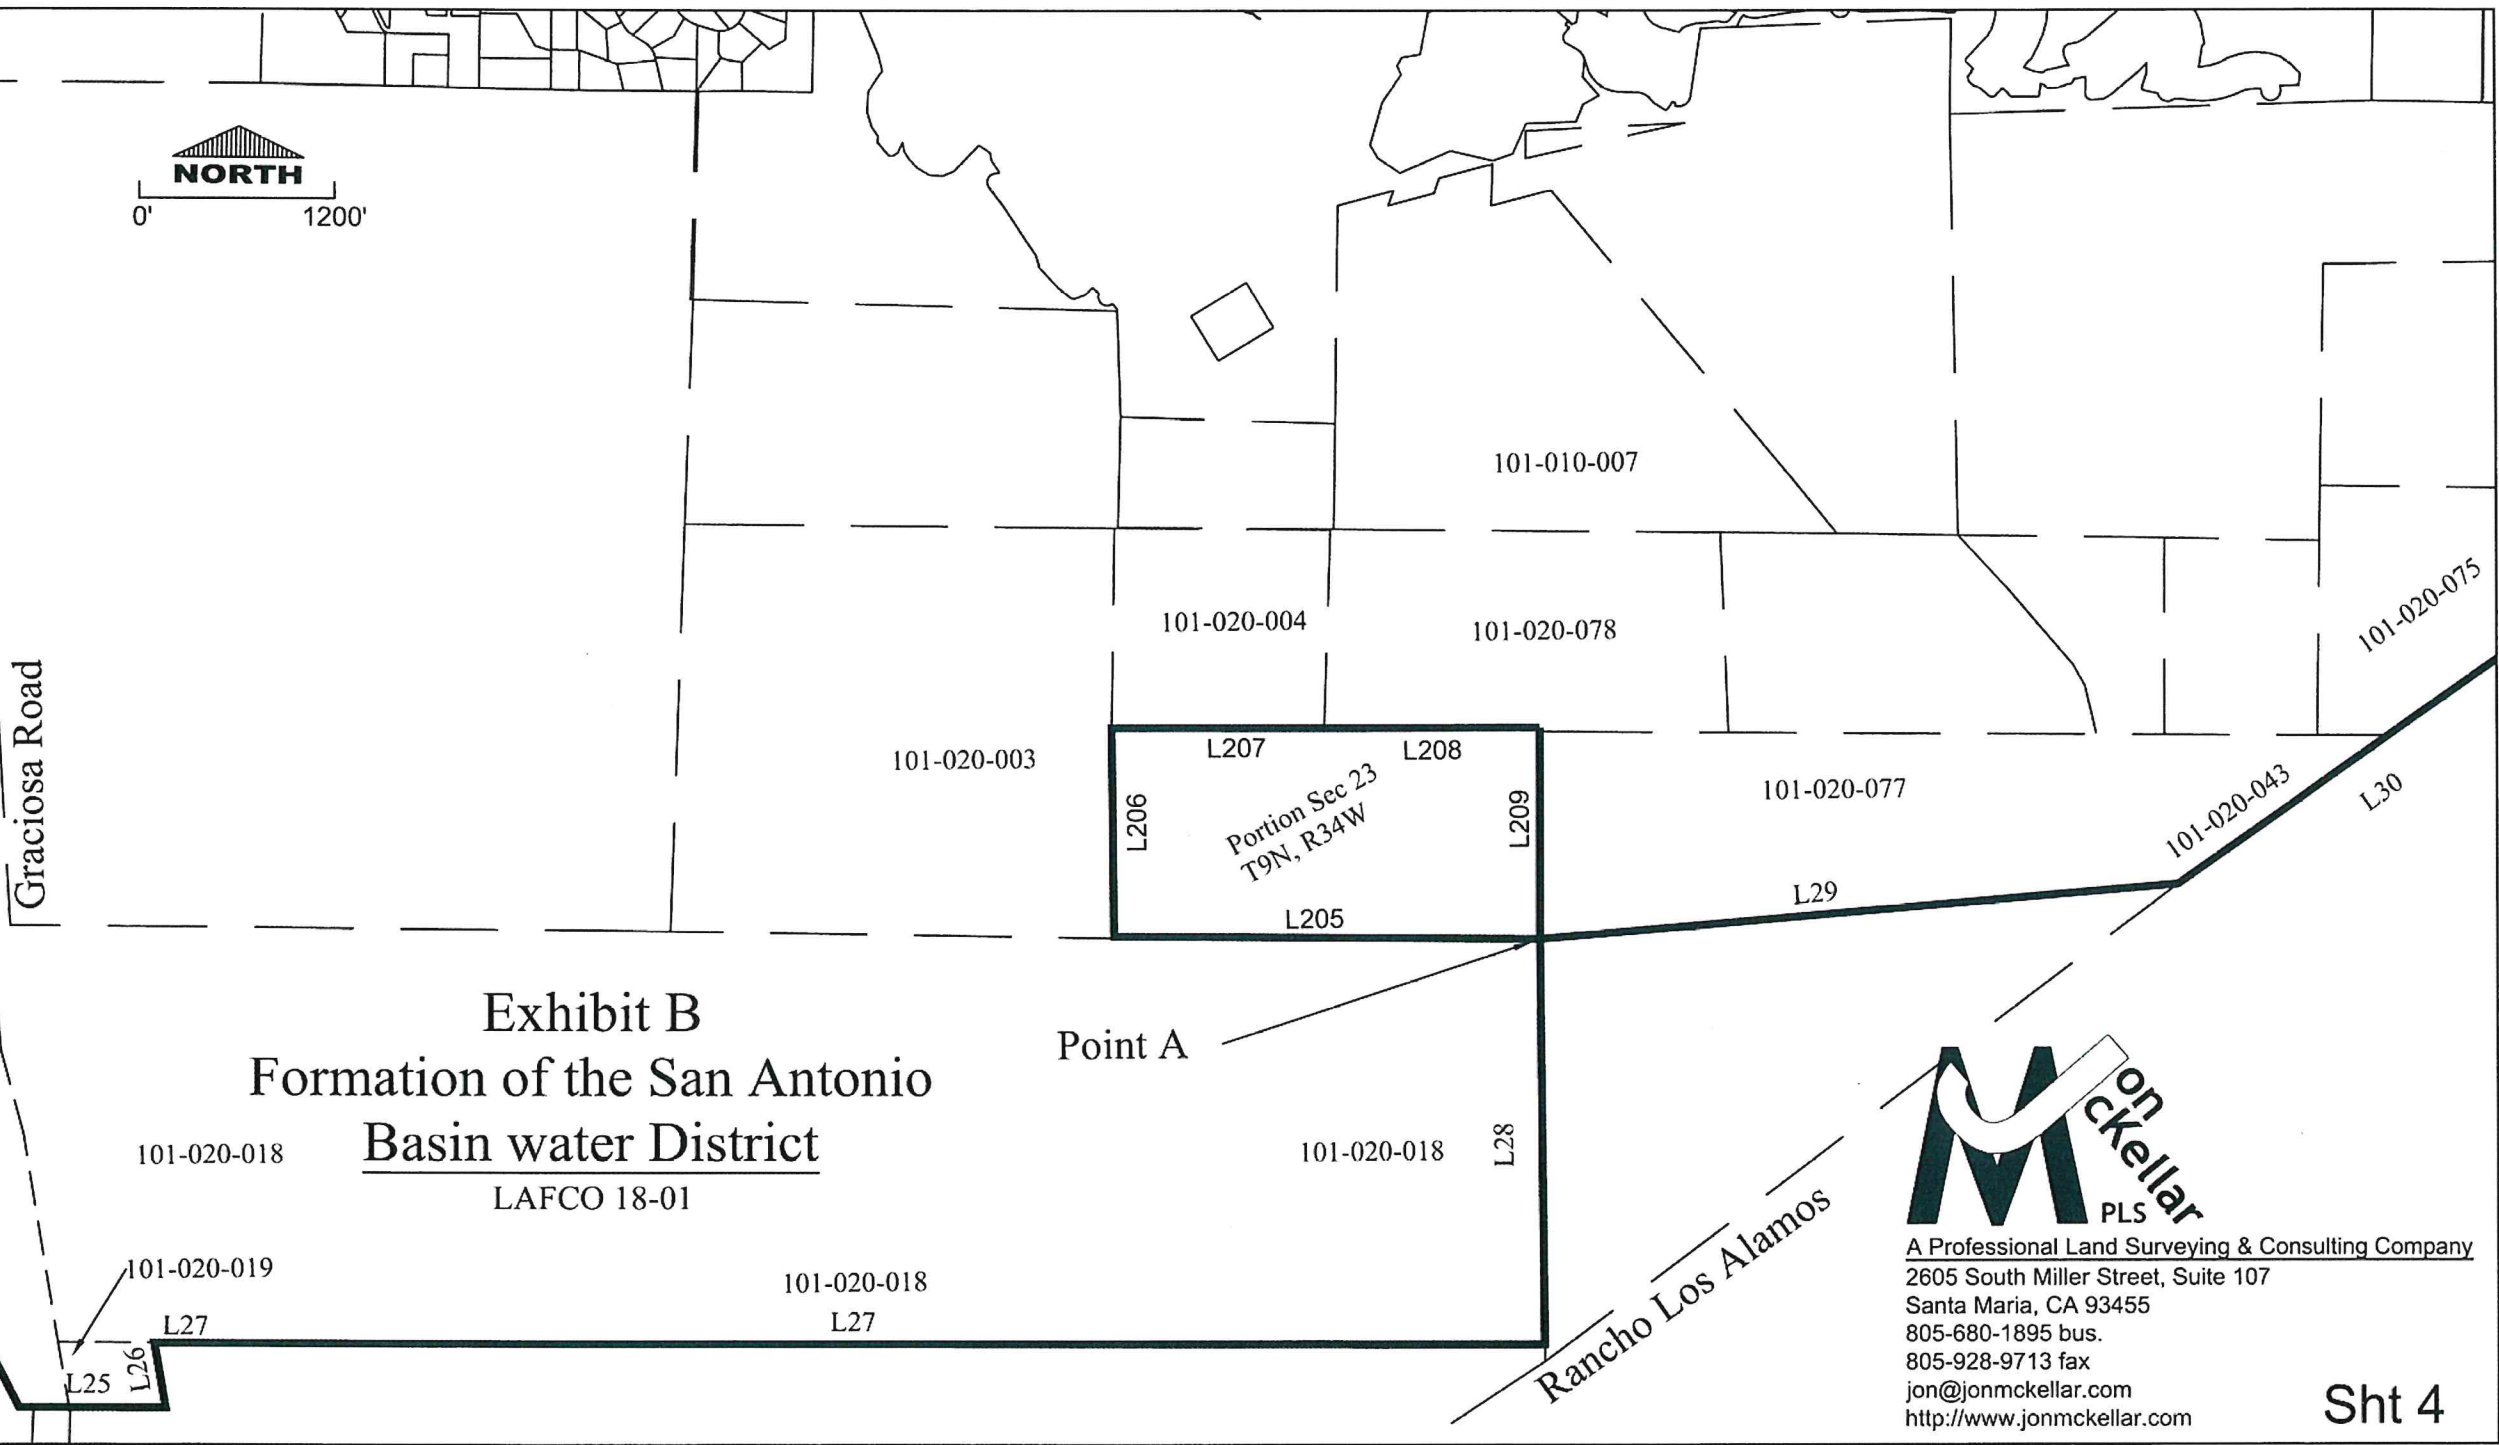 NORTH
0' 1200'
Graciosa Road
101-010-007
101-020-004
101-020-078
101-020-075
101-020-003
L207
L208
L206
Portion Sec 23
T9N, R34W
L209
L205
101-020-077
101-020-043
L30
L29
Exhibit B
Formation of the San Antonio
Basin water District
LAFCO 18-01
Point A
101-020-018
101-020-018
L28
101-020-019
101-020-018
L27
L27
L26
L25
Rancho Los Alamos
M
on
ckellar
PLS
A Professional Land Surveying & Consulting Company
2605 South Miller Street, Suite 107
Santa Maria, CA 93455
805-680-1895 bus.
805-928-9713 fax
jon@jonmckellar.com
http://www.jonmckellar.com
Sht 4